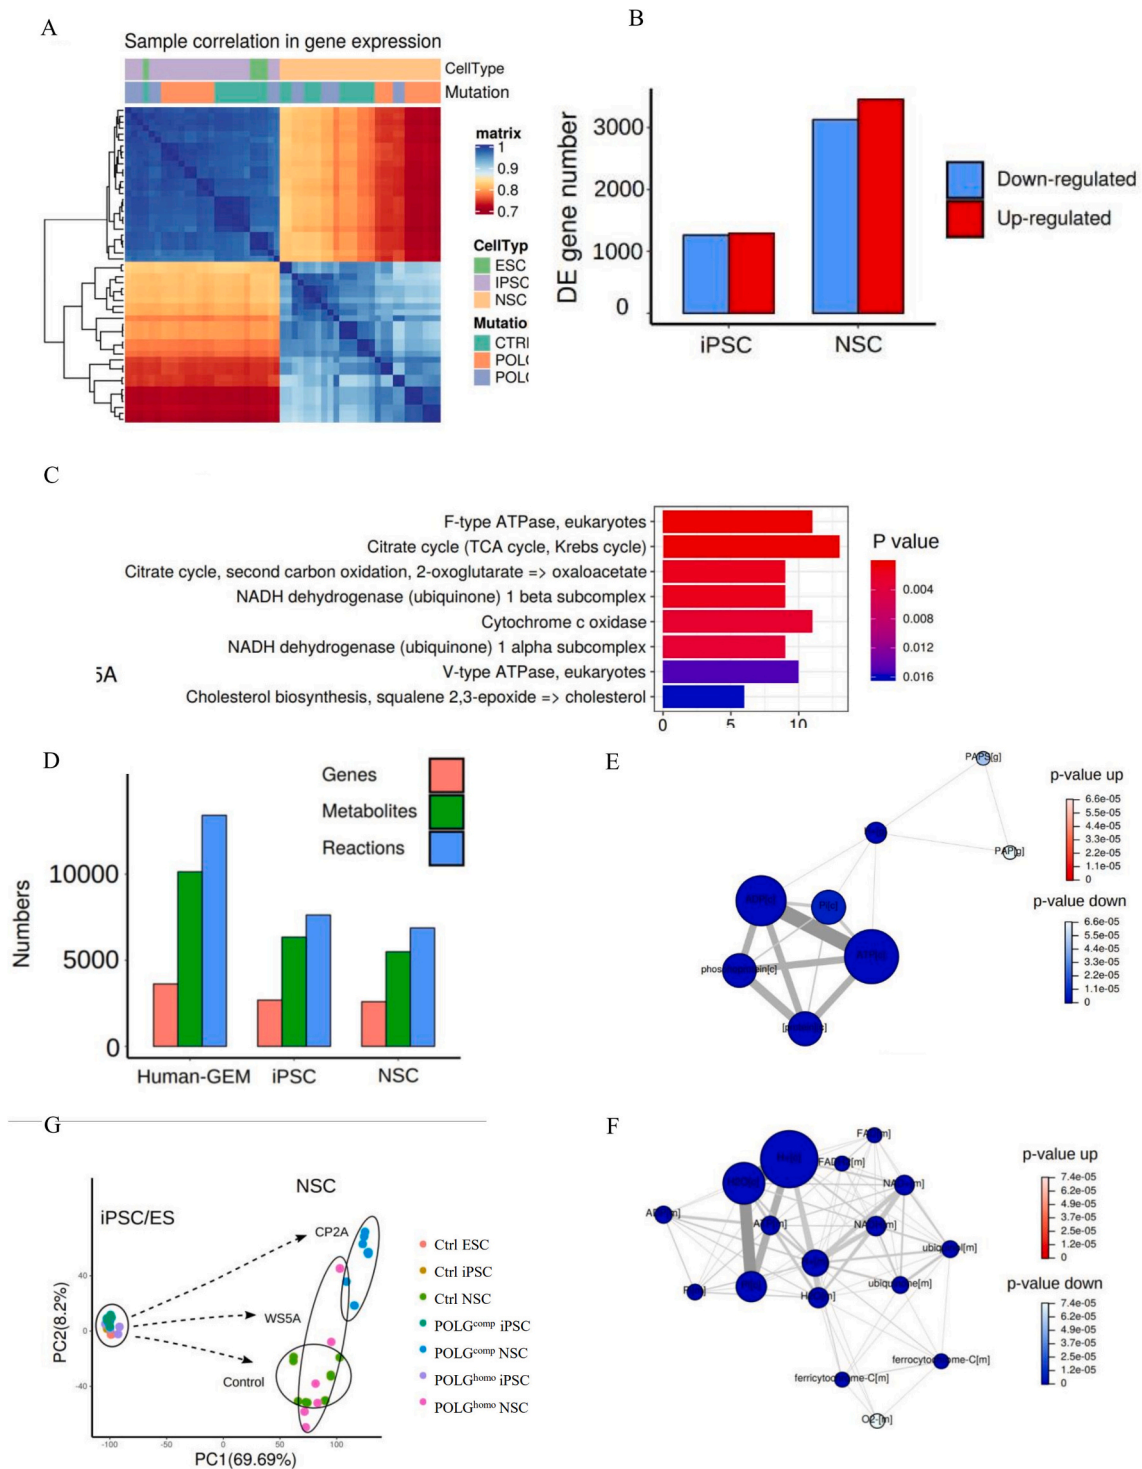 A
Sample correlation in gene expression
CellType
Mutation
matrix
1
0.9
0.8
0.7
CellTyp
ESC
IPSC
NSC
Mutatio
CTRI
POLC
POLC
B
DE gene number
3000
2000
1000
0
iPSC
NSC
Down-regulated
Up-regulated
C
F-type ATPase, eukaryotes
Citrate cycle (TCA cycle, Krebs cycle)
Citrate cycle, second carbon oxidation, 2-oxoglutarate => oxaloacetate
NADH dehydrogenase (ubiquinone) 1 beta subcomplex
Cytochrome c oxidase
NADH dehydrogenase (ubiquinone) 1 alpha subcomplex
V-type ATPase, eukaryotes
Cholesterol biosynthesis, squalene 2,3-epoxide => cholesterol
0
5
10
P value
0.004
0.008
0.012
0.016
5A
D
Genes
Metabolites
Reactions
Numbers
10000
5000
0
Human-GEM
iPSC
NSC
E
PAPS[g]
PAP[g]
ADP[c]
Pi[c]
ATP[c]
p-value up
6.6e-05
5.5e-05
4.4e-05
3.3e-05
2.2e-05
1.1e-05
0
p-value down
6.6e-05
5.5e-05
4.4e-05
3.3e-05
2.2e-05
1.1e-05
0
G
iPSC/ES
NSC
CP2A
WS5A
Control
PC2(8.2%)
40
0
-40
-100
-50
0
50
100
PC1(69.69%)
Ctrl ESC
Ctrl iPSC
Ctrl NSC
POLGcomp iPSC
POLGcomp NSC
POLGhomo iPSC
POLGhomo NSC
F
ferrocytochrome-C[m]
ferricytochrome-C[m]
O2-[m]
p-value up
7.4e-05
6.2e-05
4.9e-05
3.7e-05
2.5e-05
1.2e-05
0
p-value down
7.4e-05
6.2e-05
4.9e-05
3.7e-05
2.5e-05
1.2e-05
0